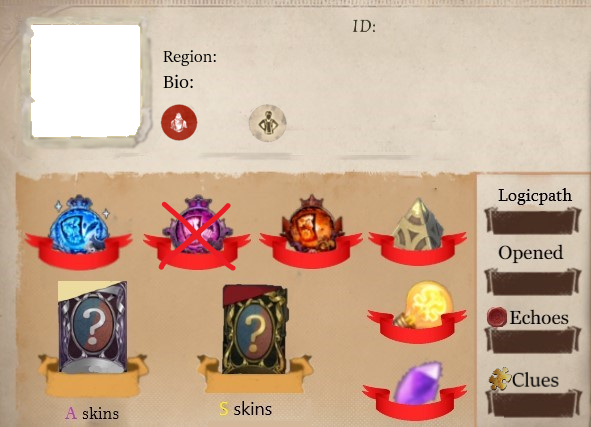 ID:
Region:
Bio:
Logicpath
Opened
Echoes
Clues
?
?
A skins
S skins